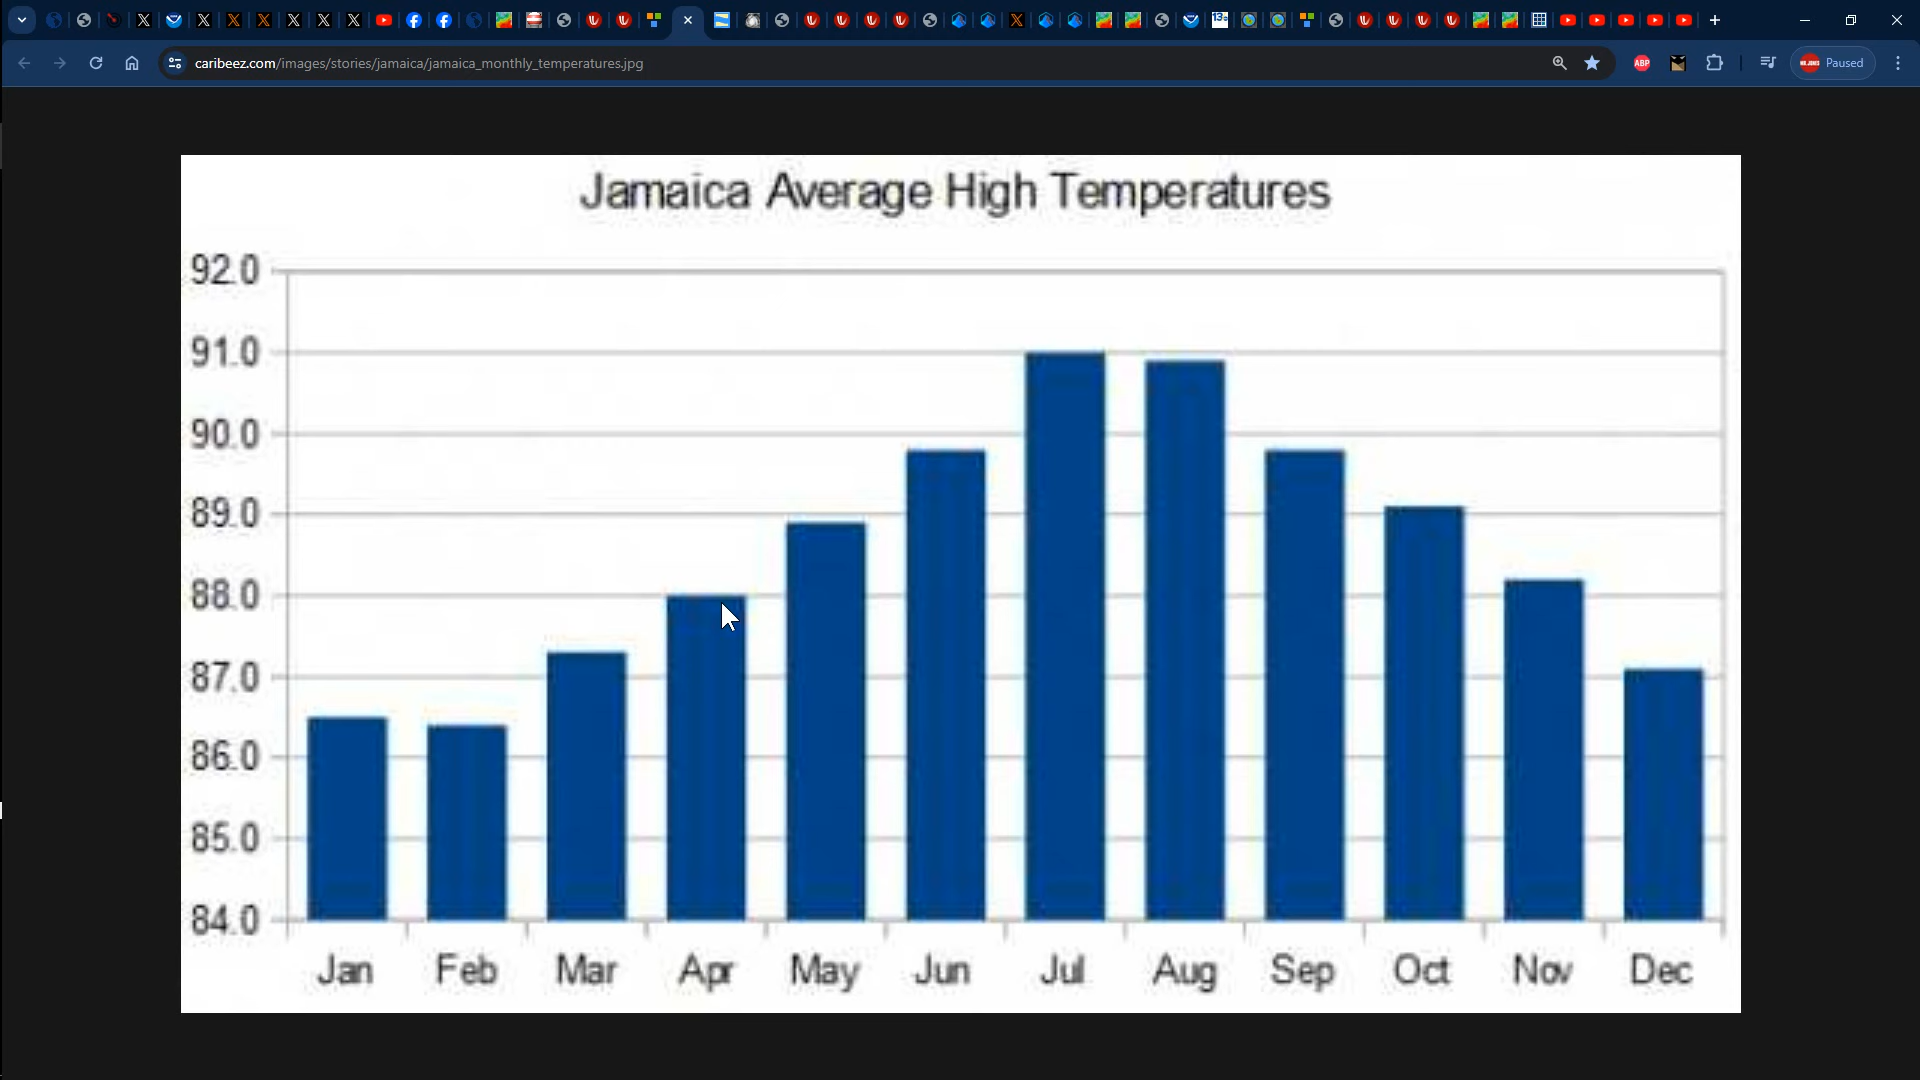 caribeez.com/images/stories/jamaica/jamaica_monthly_temperatures.jpg
ABP
Paused
Jamaica Average High Temperatures
92.0
91.0
90.0
89.0
88.0
87.0
86.0
85.0
84.0
Jan Feb Mar Apr May Jun Jul Aug Sep Oct Nov Dec